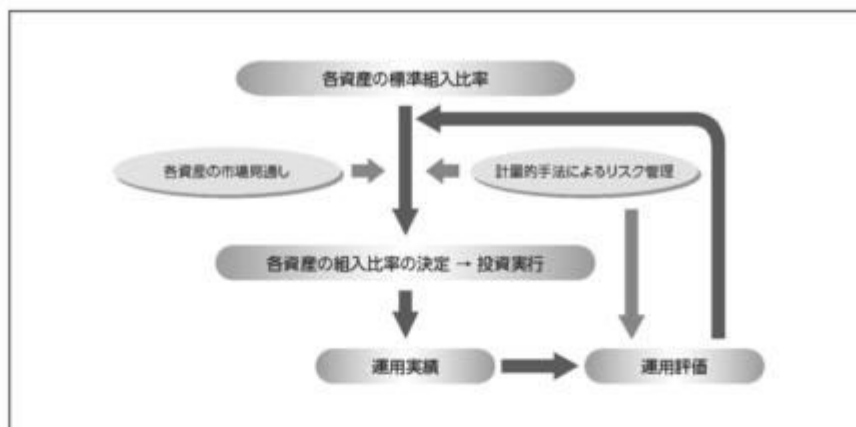 各資産の標準組入比率
各資産の市場見通し
計量的手法によるリスク管理
各資産の組入比率の決定 → 投資実行
運用実績
運用評価